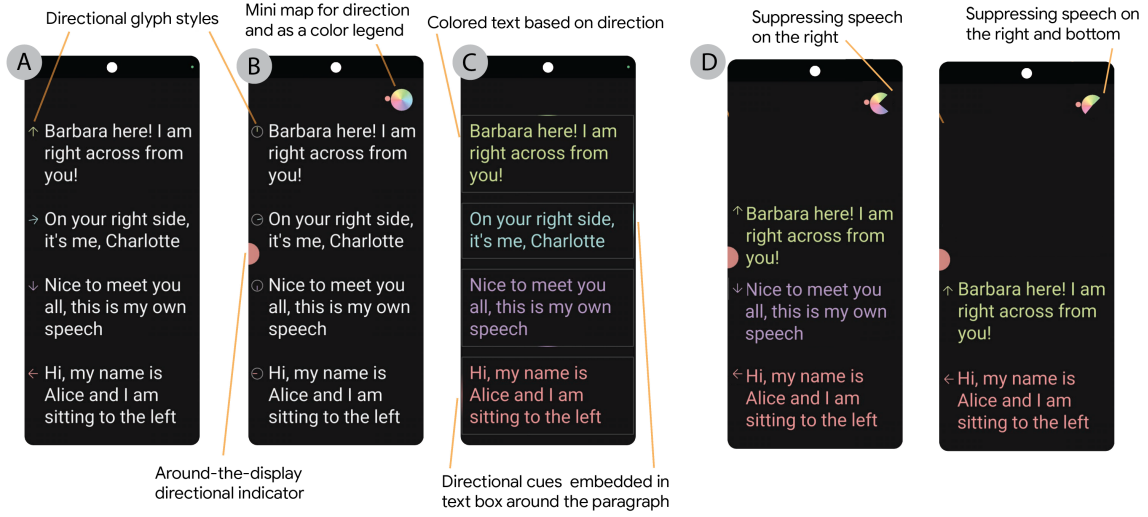 Directional glyph styles
Mini map for direction
and as a color legend
Colored text based on direction
Suppressing speech
on the right
Suppressing speech on
the right and bottom
A
Barbara here! I am
right across from
you!
On your right side,
it's me, Charlotte
Nice to meet you
all, this is my own
speech
Hi, my name is
Alice and I am
sitting to the left
B
Barbara here! I am
right across from
you!
On your right side,
it's me, Charlotte
Nice to meet you
all, this is my own
speech
Hi, my name is
Alice and I am
sitting to the left
C
Barbara here! I am
right across from
you!
On your right side,
it's me, Charlotte
Nice to meet you
all, this is my own
speech
Hi, my name is
Alice and I am
sitting to the left
D
Barbara here! I am
right across from
you!
Nice to meet you
all, this is my own
speech
Hi, my name is
Alice and I am
sitting to the left
Barbara here! I am
right across from
you!
Hi, my name is
Alice and I am
sitting to the left
Around-the-display
directional indicator
Directional cues embedded in
text box around the paragraph